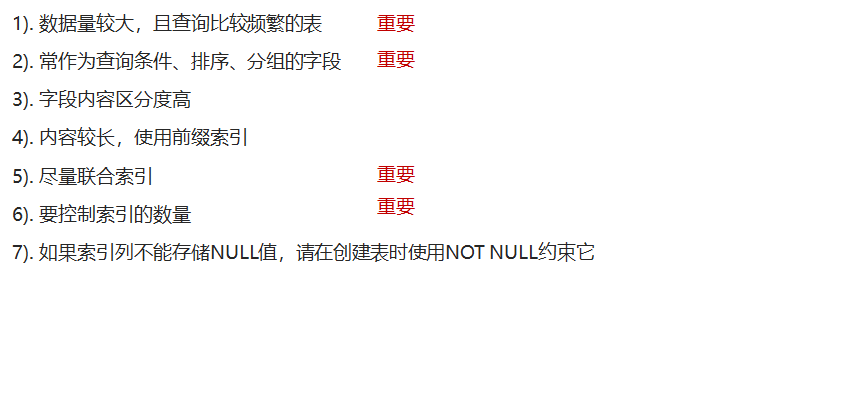 1). 数据量较大，且查询比较频繁的表 重要
2). 常作为查询条件、排序、分组的字段 重要
3). 字段内容区分度高
4). 内容较长，使用前缀索引
5). 尽量联合索引 重要
6). 要控制索引的数量 重要
7). 如果索引列不能存储NULL值，请在创建表时使用NOT NULL约束它